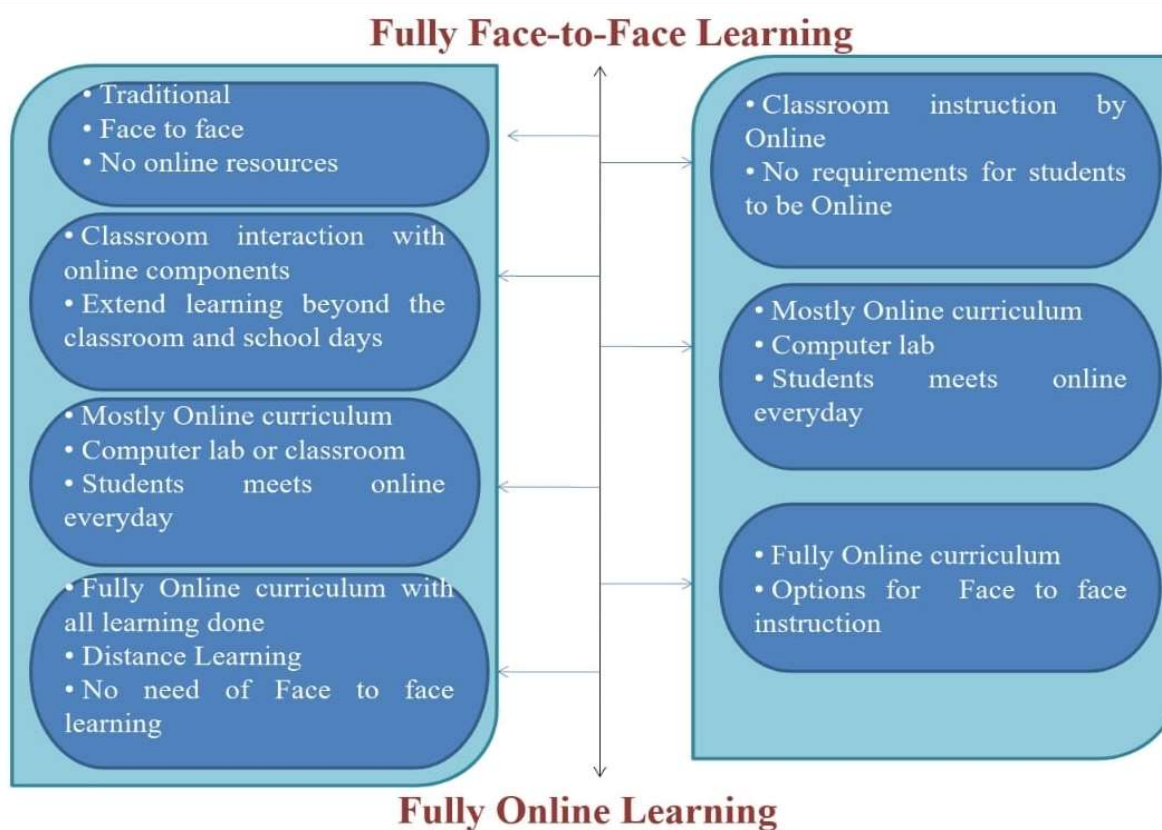 Fully Face-to-Face Learning
• Traditional
• Face to face
• No online resources
• Classroom interaction with
online components
• Extend learning beyond the
classroom and school days
• Mostly Online curriculum
• Computer lab or classroom
• Students meets online
everyday
• Fully Online curriculum with
all learning done
• Distance Learning
• No need of Face to face
learning
• Classroom instruction by
Online
• No requirements for students
to be Online
• Mostly Online curriculum
• Computer lab
• Students meets online
everyday
• Fully Online curriculum
• Options for Face to face
instruction
Fully Online Learning